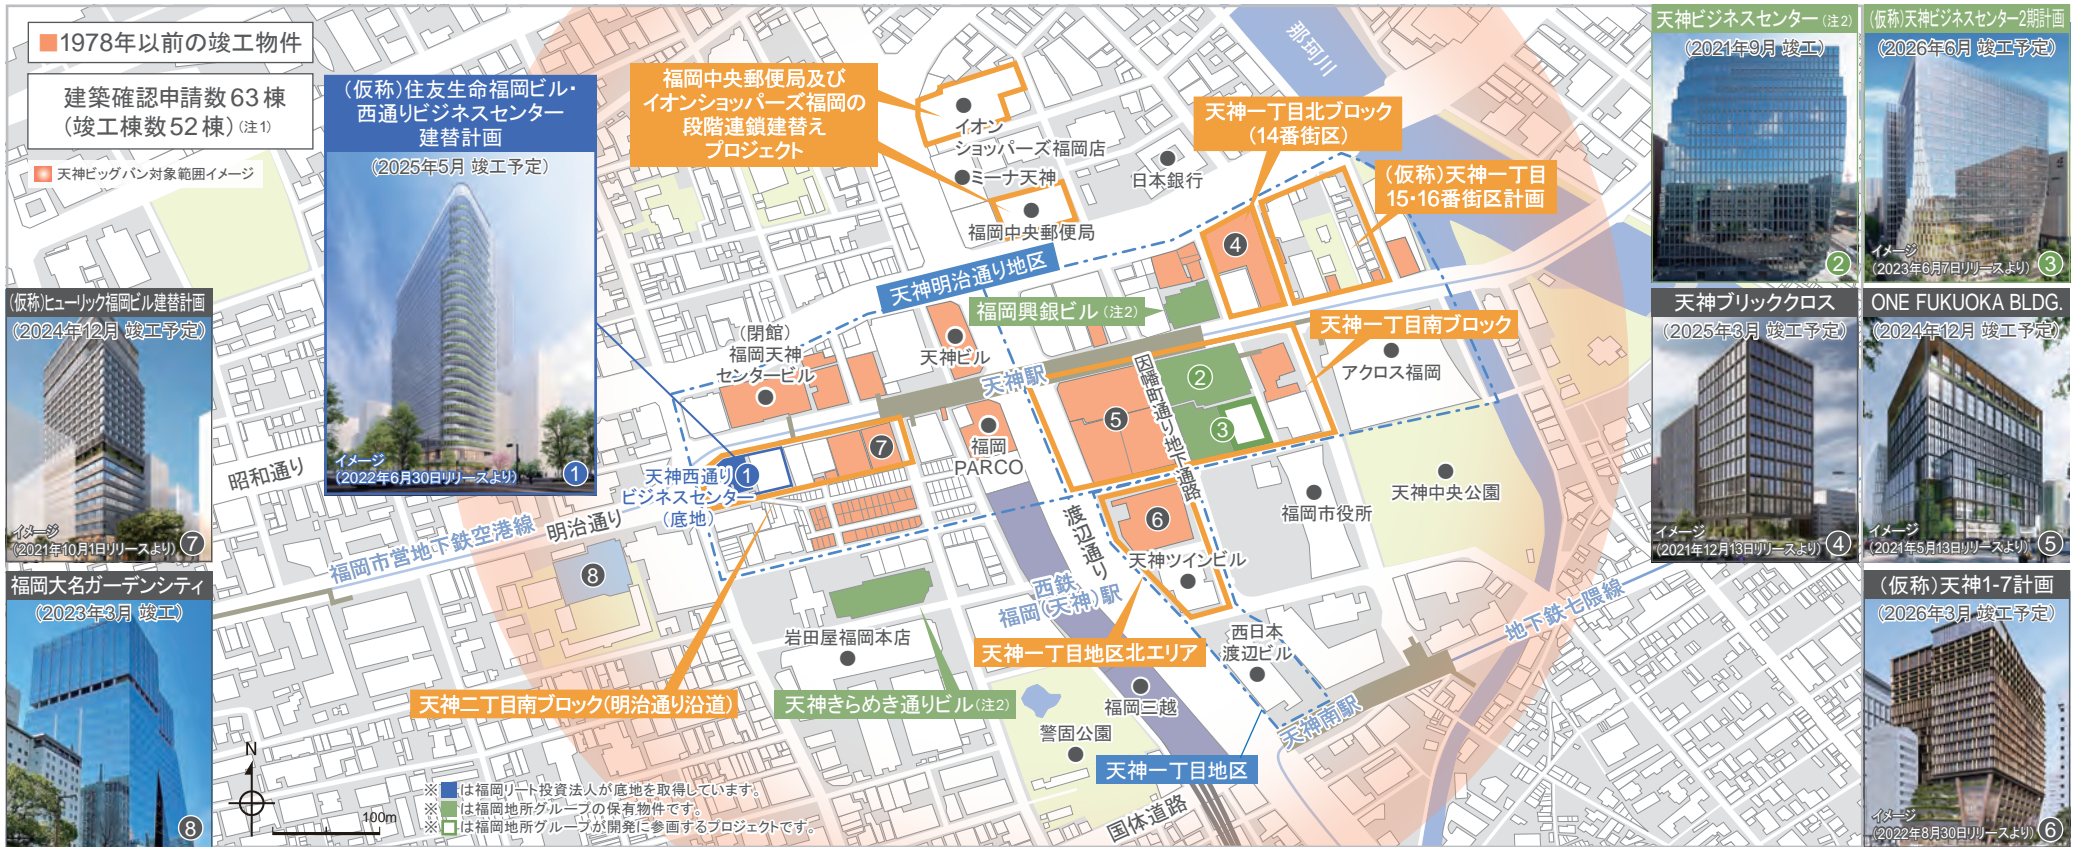 ■1978年以前の竣工物件
建築確認申請数63棟
(竣工棟数52棟)(注1)
天神ビッグバン対象範囲イメージ
(仮称)住友生命福岡ビル・
西通りビジネスセンター
建替計画
(2025年5月 竣工予定)
イメージ
(2022年6月30日リリースより)
①
(仮称)ヒューリック福岡ビル建替計画
(2024年12月 竣工予定)
イメージ
(2021年10月1日リリースより)
⑦
福岡大名ガーデンシティ
(2023年3月 竣工)
⑧
福岡中央郵便局及び
イオンショッパーズ福岡の
段階連鎖建替え
プロジェクト
イオン
ショッパーズ福岡店
ミーナ天神
福岡中央郵便局
日本銀行
那珂川
天神一丁目北ブロック
(14番街区)
(仮称)天神一丁目
15・16番街区計画
④
天神明治通り地区
福岡興銀ビル(注2)
天神一丁目南ブロック
アクロス福岡
(閉館)
福岡天神
センタービル
天神ビル
天神駅
因幡町通り地下通路
②
③
⑤
⑦
①
福岡
PARCO
天神西通り
ビジネスセンター
(底地)
昭和通り
明治通り
福岡市営地下鉄空港線
⑧
渡辺通り
⑥
天神ツインビル
福岡市役所
天神中央公園
西鉄
福岡(天神)駅
岩田屋福岡本店
天神一丁目地区北エリア
西日本
渡辺ビル
地下鉄七隈線
天神二丁目南ブロック(明治通り沿道)
天神きらめき通りビル(注2)
福岡三越
天神南駅
警固公園
天神一丁目地区
国体道路
N
100m
※■は福岡リート投資法人が底地を取得しています。
※■は福岡地所グループの保有物件です。
※□は福岡地所グループが開発に参画するプロジェクトです。
天神ビジネスセンター(注2)
(2021年9月 竣工)
②
(仮称)天神ビジネスセンター2期計画
(2026年6月 竣工予定)
イメージ
(2023年6月7日リリースより)
③
天神ブリッククロス
(2025年3月 竣工予定)
イメージ
(2021年12月13日リリースより)
④
ONE FUKUOKA BLDG.
(2024年12月 竣工予定)
イメージ
(2021年5月13日リリースより)
⑤
(仮称)天神1-7計画
(2026年3月 竣工予定)
イメージ
(2022年8月30日リリースより)
⑥